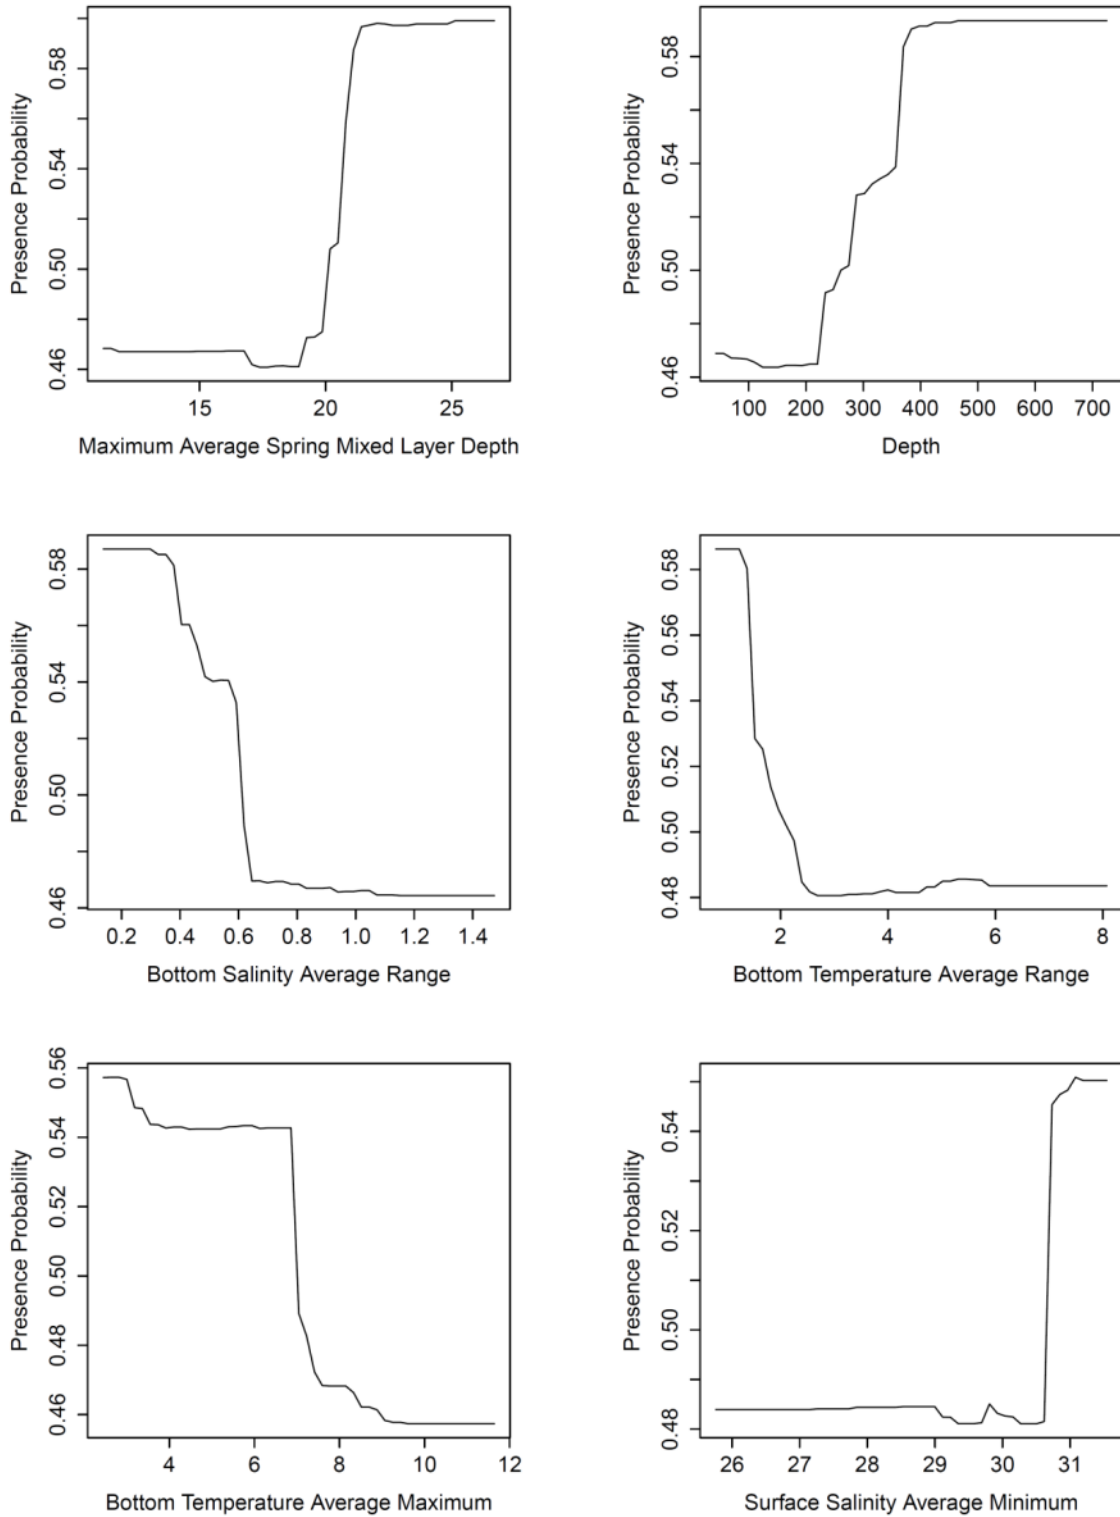 Presence Probability
0.46 0.50 0.54 0.58
15 20 25
Maximum Average Spring Mixed Layer Depth
Presence Probability
0.46 0.50 0.54 0.58
100 200 300 400 500 600 700
Depth
Presence Probability
0.46 0.50 0.54 0.58
0.2 0.4 0.6 0.8 1.0 1.2 1.4
Bottom Salinity Average Range
Presence Probability
0.48 0.50 0.52 0.54 0.56 0.58
2 4 6 8
Bottom Temperature Average Range
Presence Probability
0.46 0.48 0.50 0.52 0.54 0.56
4 6 8 10 12
Bottom Temperature Average Maximum
Presence Probability
0.48 0.50 0.52 0.54
26 27 28 29 30 31
Surface Salinity Average Minimum